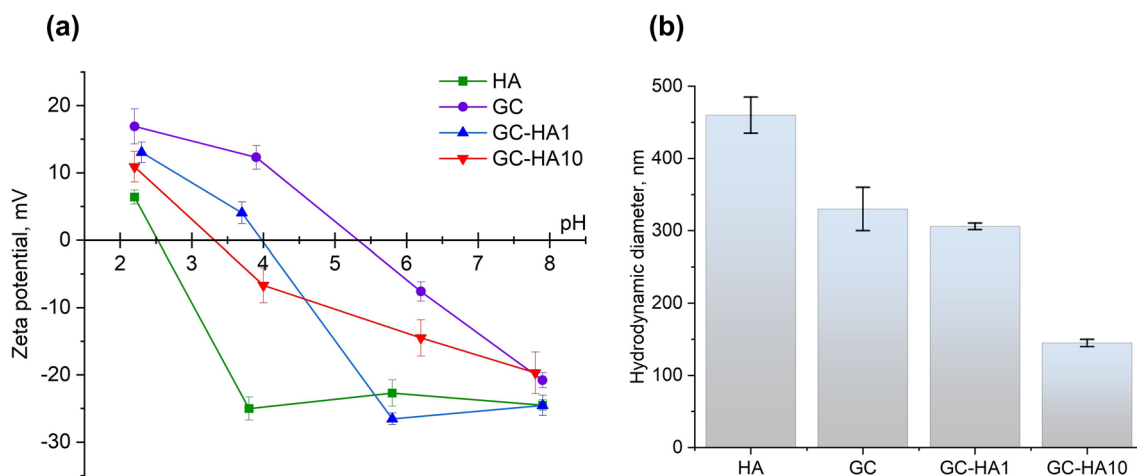 (a)
20
10
0
-10
-20
-30
Zeta potential, mV
2 3 4 5 6 7 8
pH
HA
GC
GC-HA1
GC-HA10
(b)
500
400
300
200
100
0
Hydrodynamic diameter, nm
HA GC GC-HA1 GC-HA10